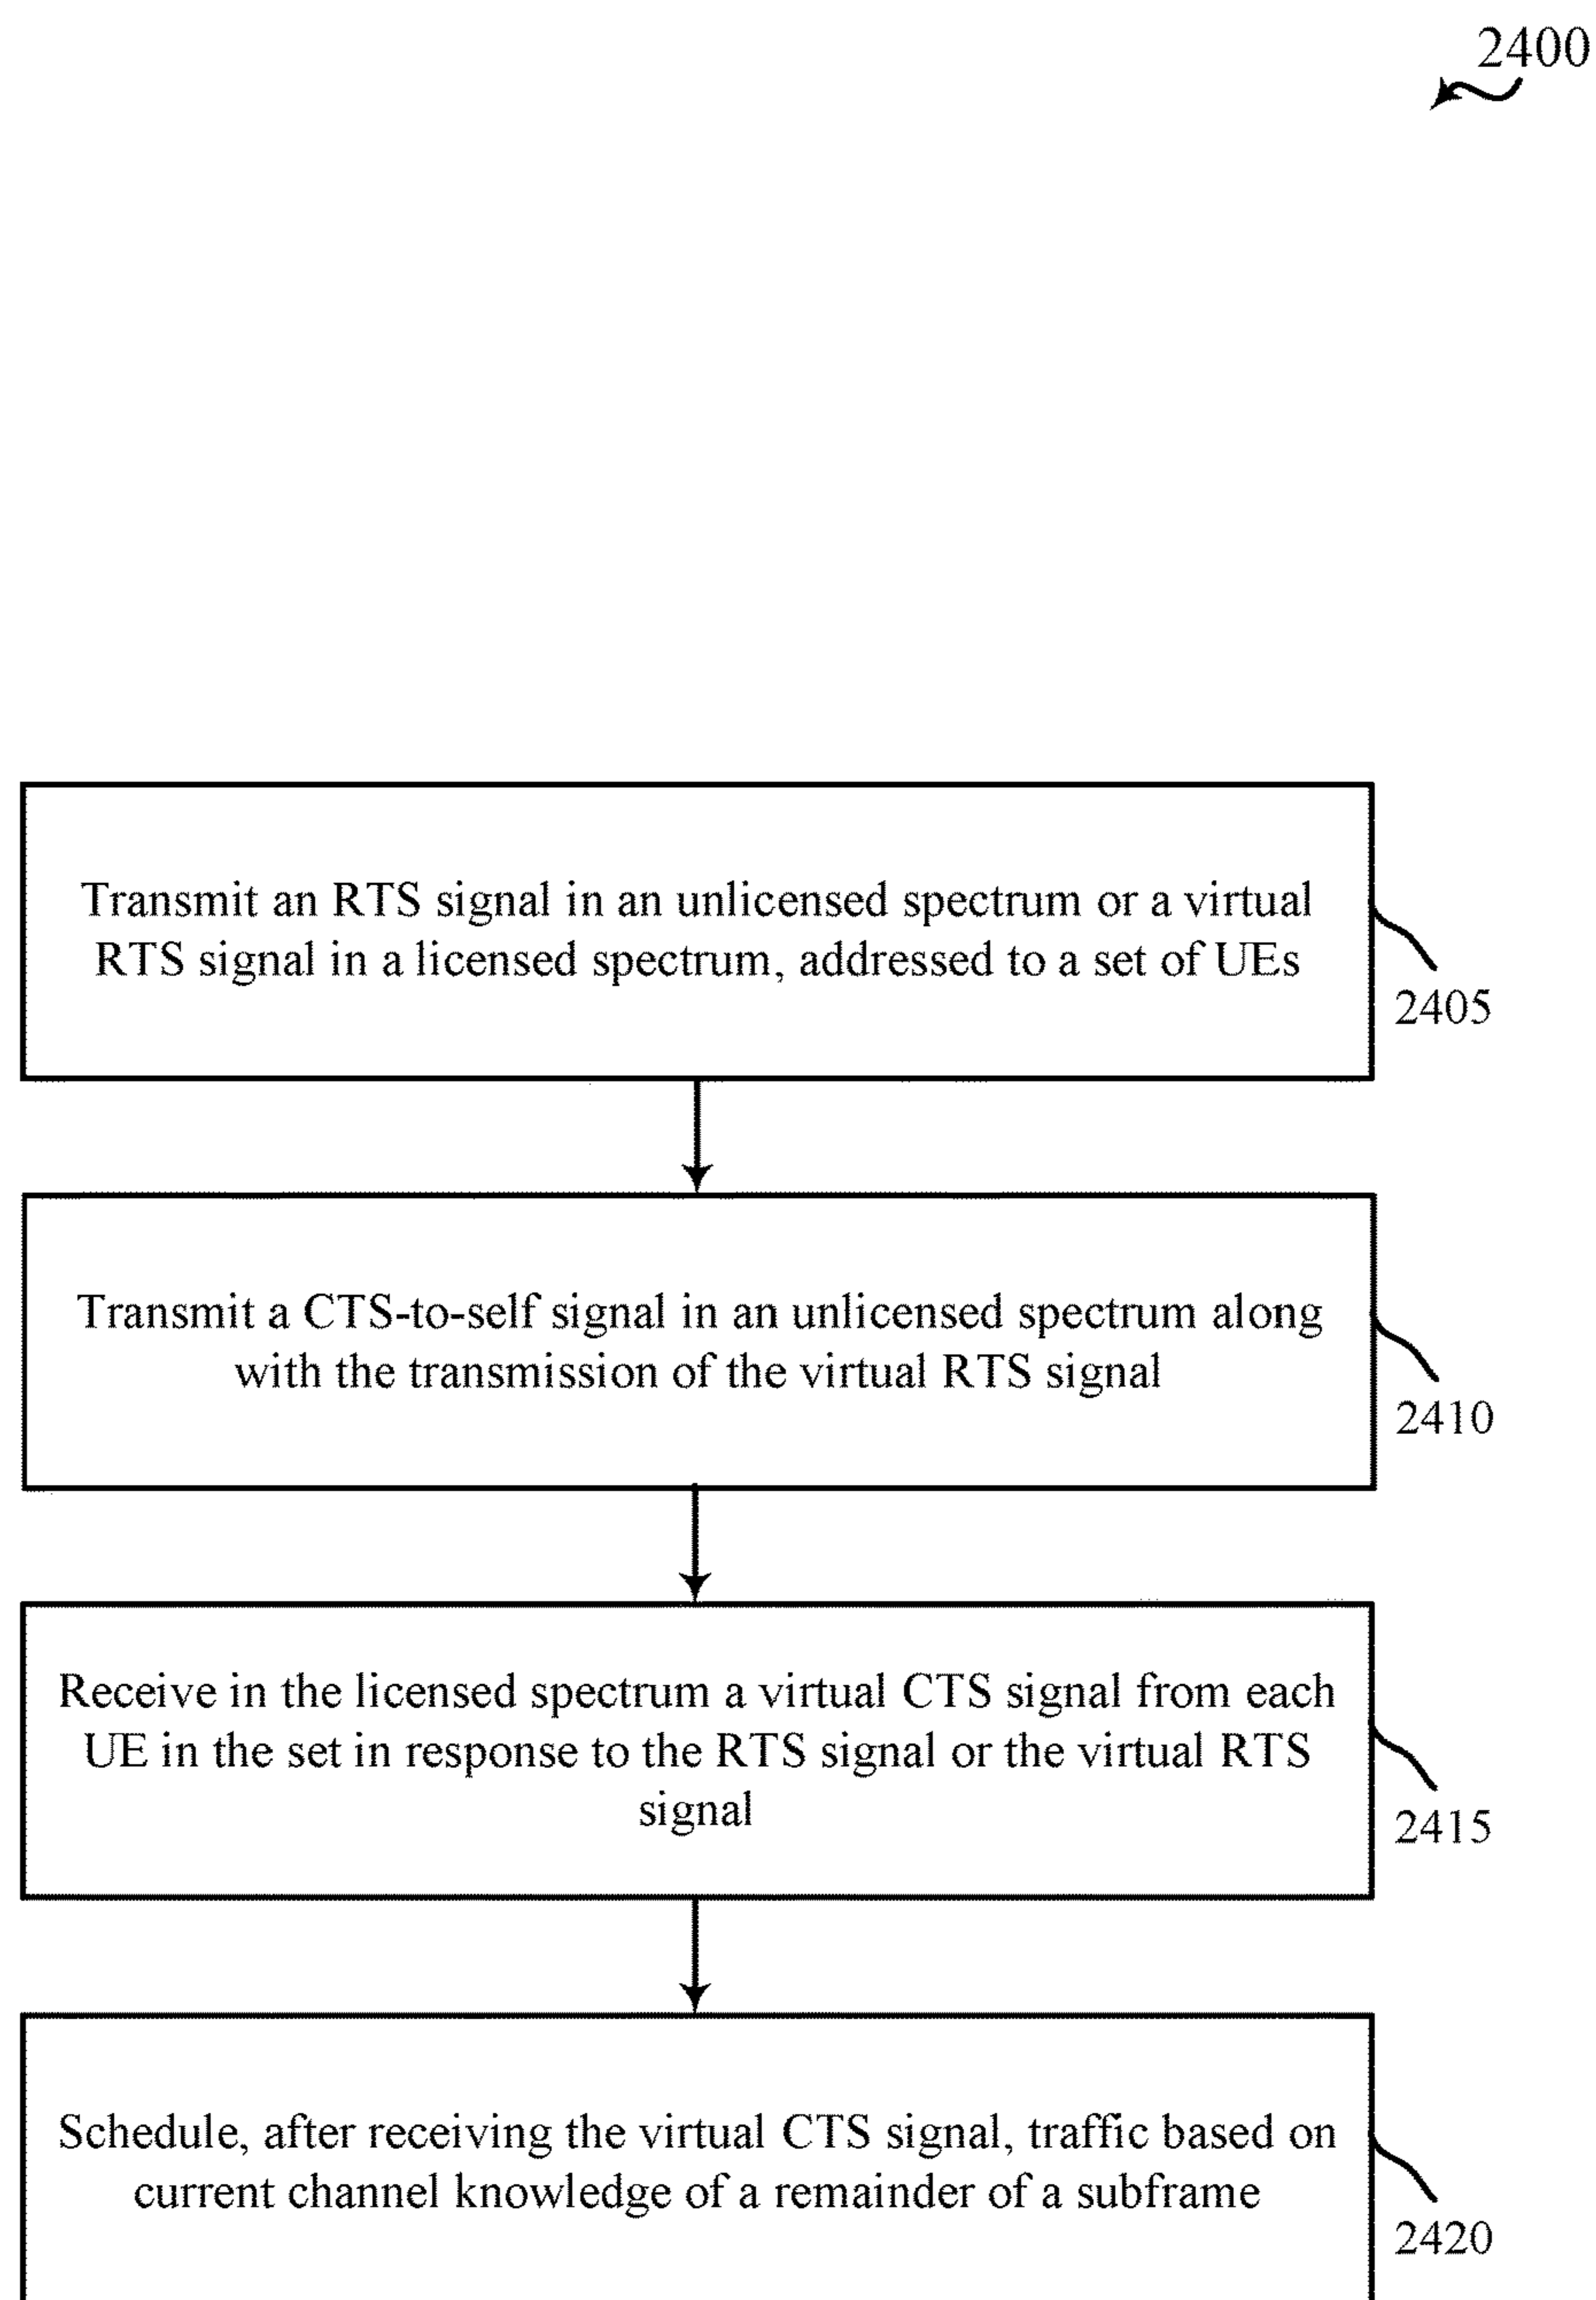 2400
Transmit an RTS signal in an unlicensed spectrum or a virtual
RTS signal in a licensed spectrum, addressed to a set of UEs
2405
Transmit a CTS-to-self signal in an unlicensed spectrum along
with the transmission of the virtual RTS signal
2410
Receive in the licensed spectrum a virtual CTS signal from each
UE in the set in response to the RTS signal or the virtual RTS
signal
2415
Schedule, after receiving the virtual CTS signal, traffic based on
current channel knowledge of a remainder of a subframe
2420